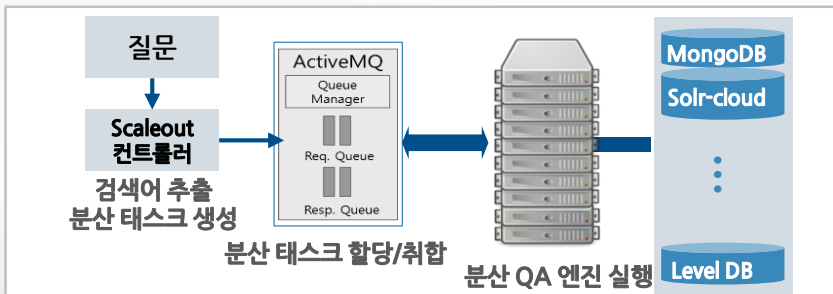 질문
Scaleout
컨트롤러
검색어 추출
분산 태스크 생성
ActiveMQ
Queue
Manager
Req. Queue
Resp. Queue
분산 태스크 할당/취합
분산 QA 엔진 실행
MongoDB
Solr-cloud
Level DB